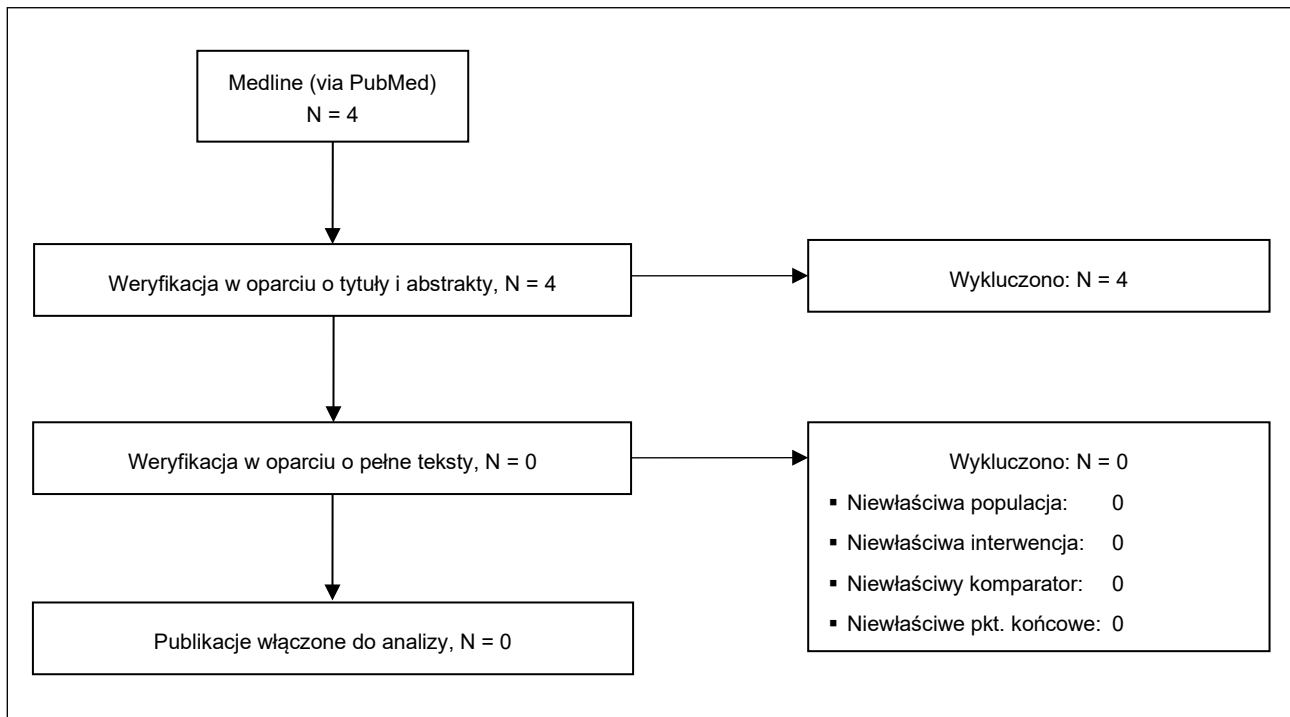 Medline (via PubMed)
N = 4
Weryfikacja w oparciu o tytuły i abstrakty, N = 4
Wykluczono: N = 4
Weryfikacja w oparciu o pełne teksty, N = 0
Wykluczono: N = 0
▪ Niewłaściwa populacja: 0
▪ Niewłaściwa interwencja: 0
▪ Niewłaściwy komparator: 0
▪ Niewłaściwe pkt. końcowe: 0
Publikacje włączone do analizy, N = 0